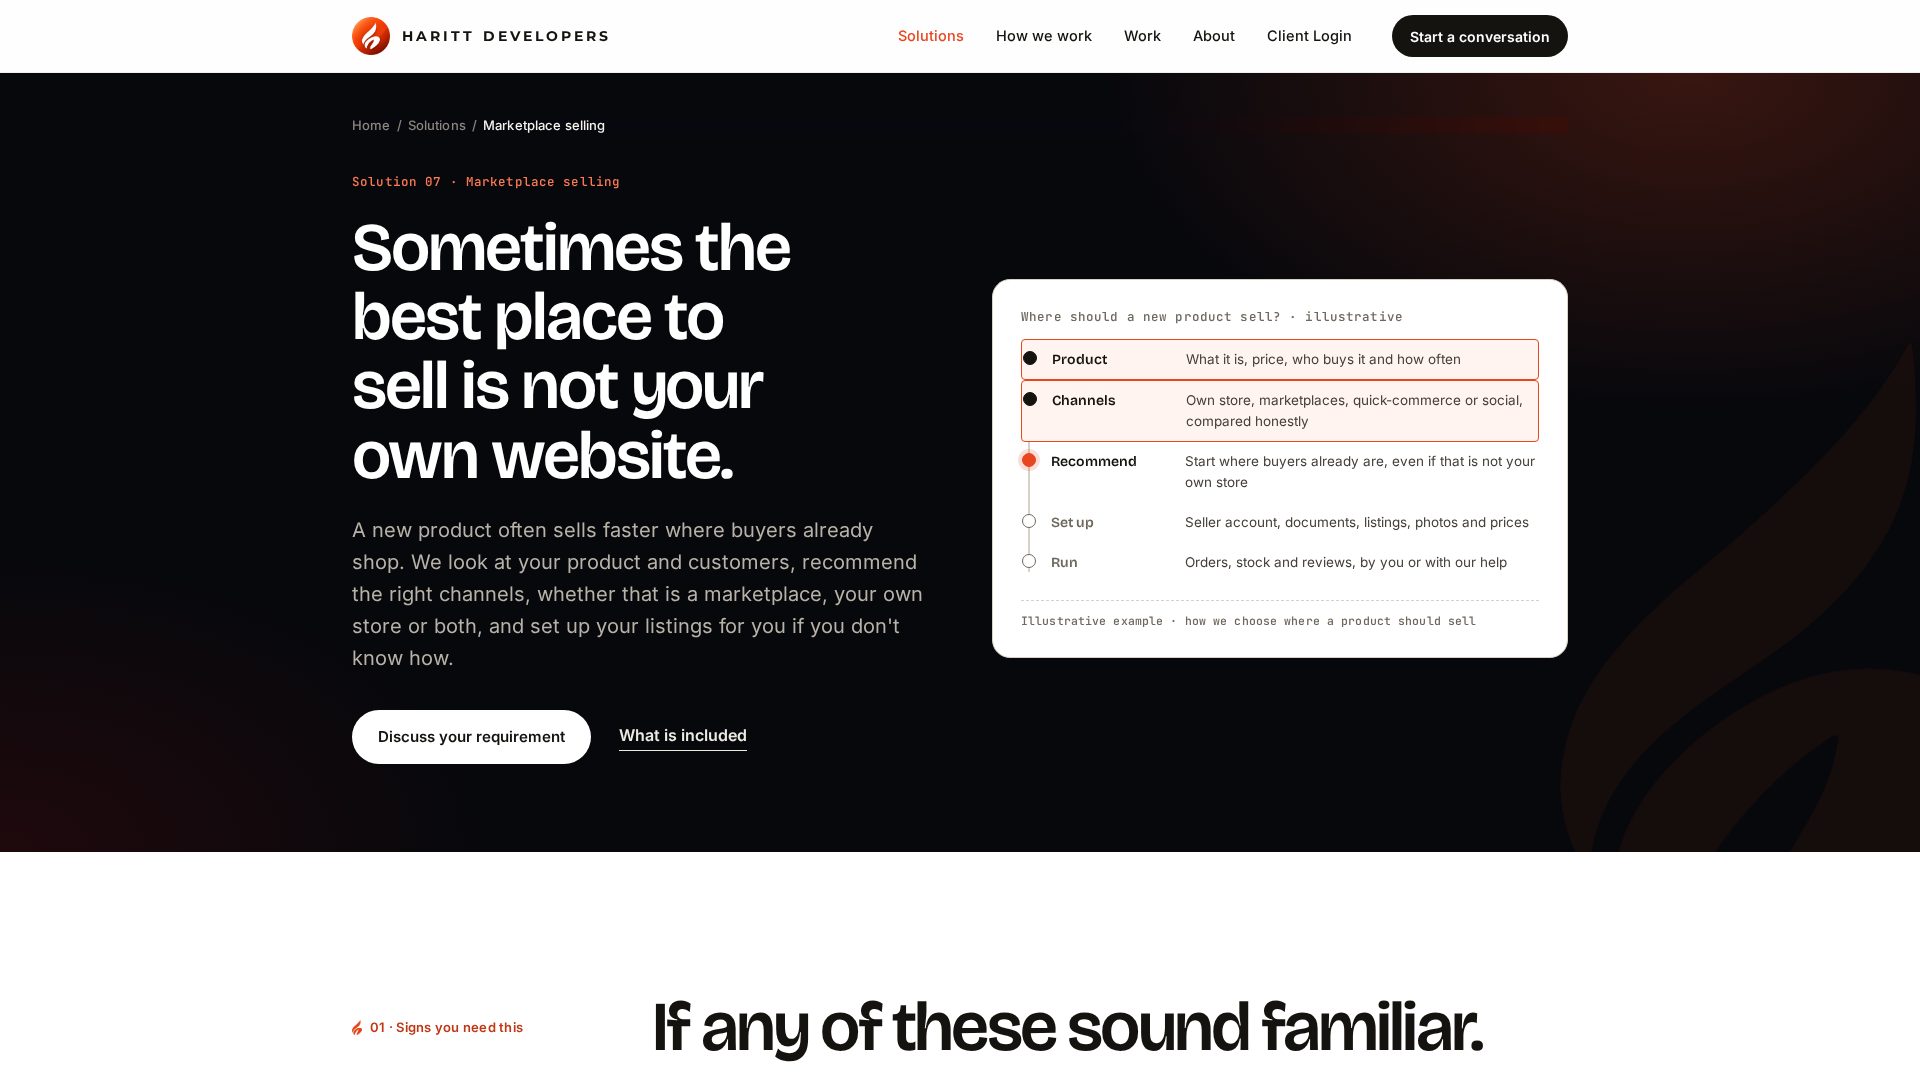 HARITT DEVELOPERS
Solutions
How we work
Work
About
Client Login
Start a conversation
Home / Solutions / Marketplace selling
Solution 07 · Marketplace selling
Sometimes the
best place to
sell is not your
own website.
A new product often sells faster where buyers already
shop. We look at your product and customers, recommend
the right channels, whether that is a marketplace, your own
store or both, and set up your listings for you if you don't
know how.
Discuss your requirement
What is included
Where should a new product sell? · illustrative
Product What it is, price, who buys it and how often
Channels Own store, marketplaces, quick-commerce or social,
compared honestly
Recommend Start where buyers already are, even if that is not your
own store
Set up Seller account, documents, listings, photos and prices
Run Orders, stock and reviews, by you or with our help
Illustrative example · how we choose where a product should sell
01 · Signs you need this
If any of these sound familiar.